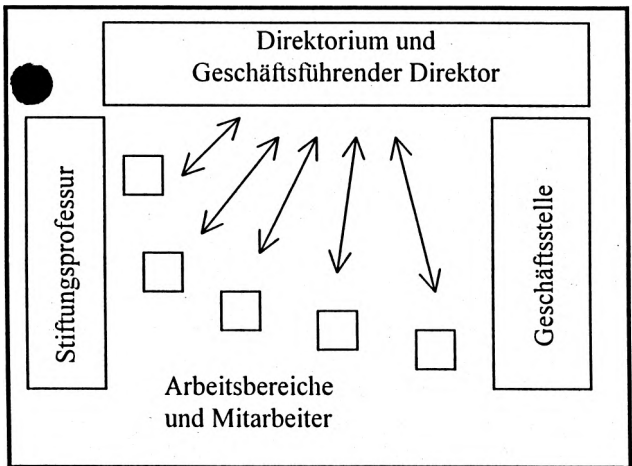 Direktorium und
Geschäftsführender Direktor
Stiftungsprofessur
Geschäftsstelle
Arbeitsbereiche
und Mitarbeiter